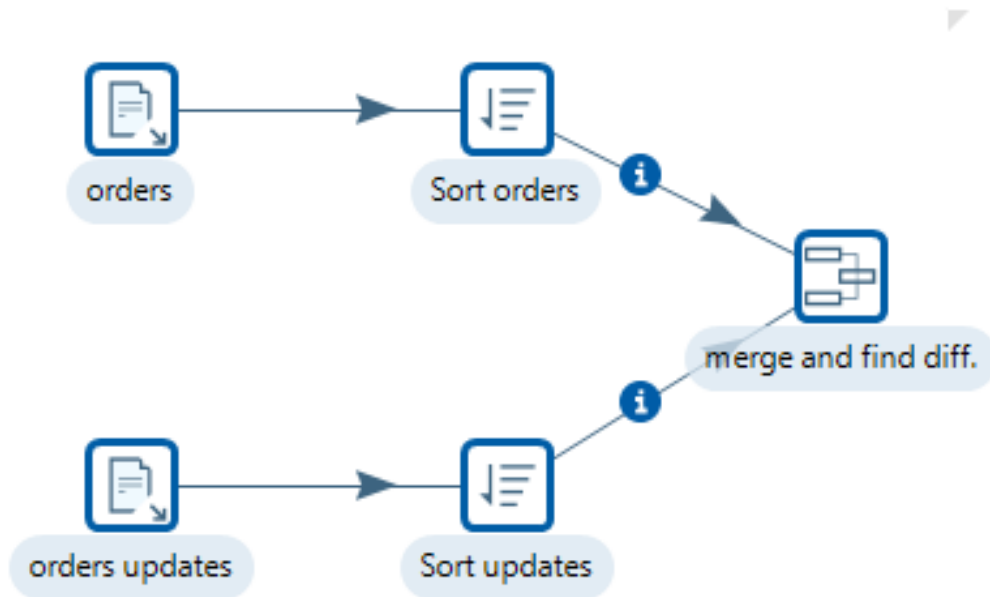 orders
Sort orders
merge and find diff.
orders updates
Sort updates